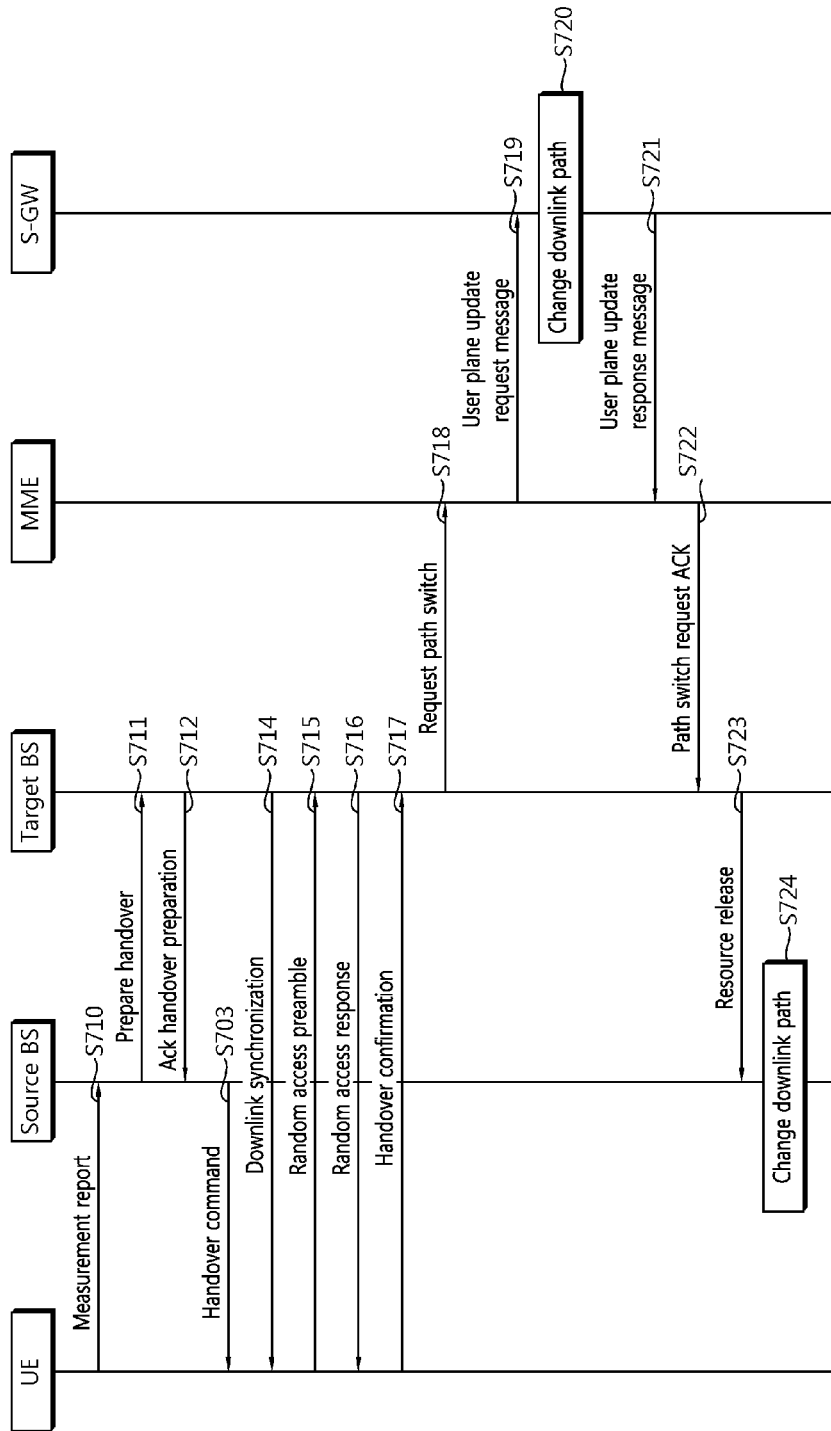 UE
Source BS
Target BS
MME
S-GW
Measurement report
S710
Prepare handover
S711
Ack handover preparation
S712
Handover command
S703
Downlink synchronization
S714
Random access preamble
S715
Random access response
S716
Handover confirmation
S717
Request path switch
S718
User plane update
request message
S719
Change downlink path
S720
User plane update
response message
S721
Path switch request ACK
S722
Resource release
S723
Change downlink path
S724